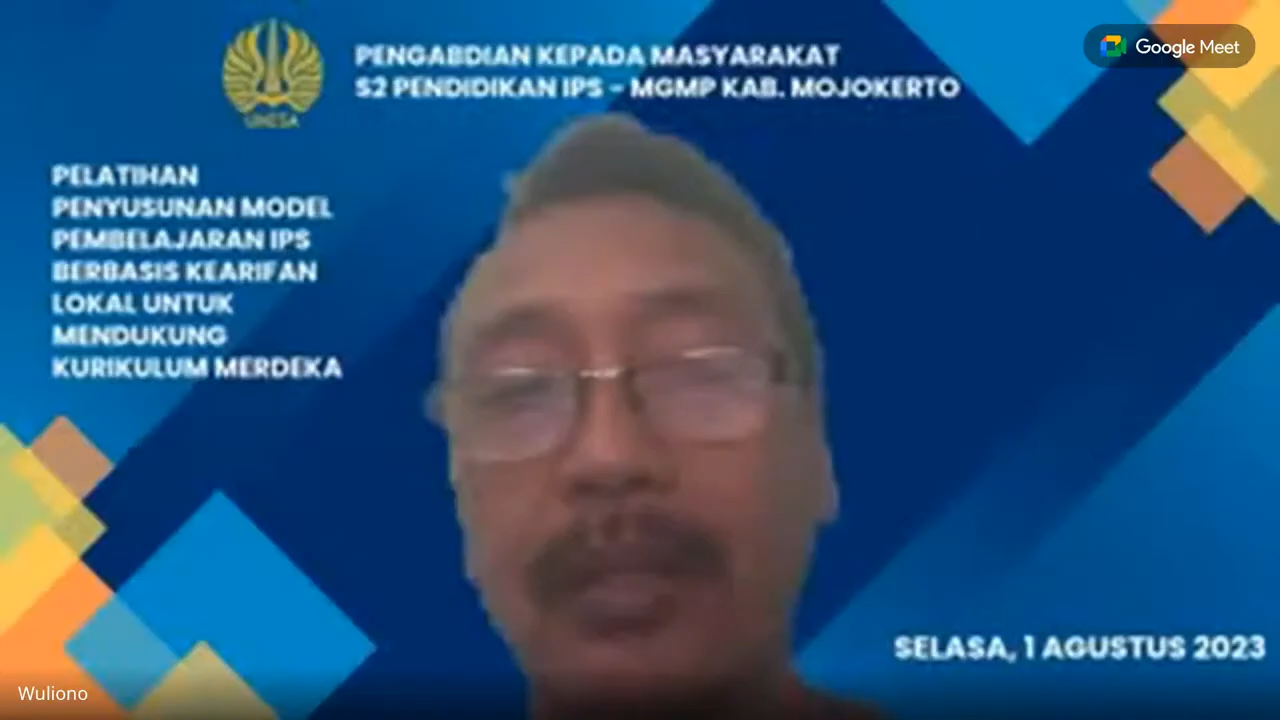 PENGABDIAN KEPADA MASYARAKAT
S2 PENDIDIKAN IPS - MGMP KAB. MOJOKERTO
Google Meet
UNESA
PELATIHAN
PENYUSUNAN MODEL
PEMBELAJARAN IPS
BERBASIS KEARIFAN
LOKAL UNTUK
MENDUKUNG
KURIKULUM MERDEKA
SELASA, 1 AGUSTUS 2023
Wuliono